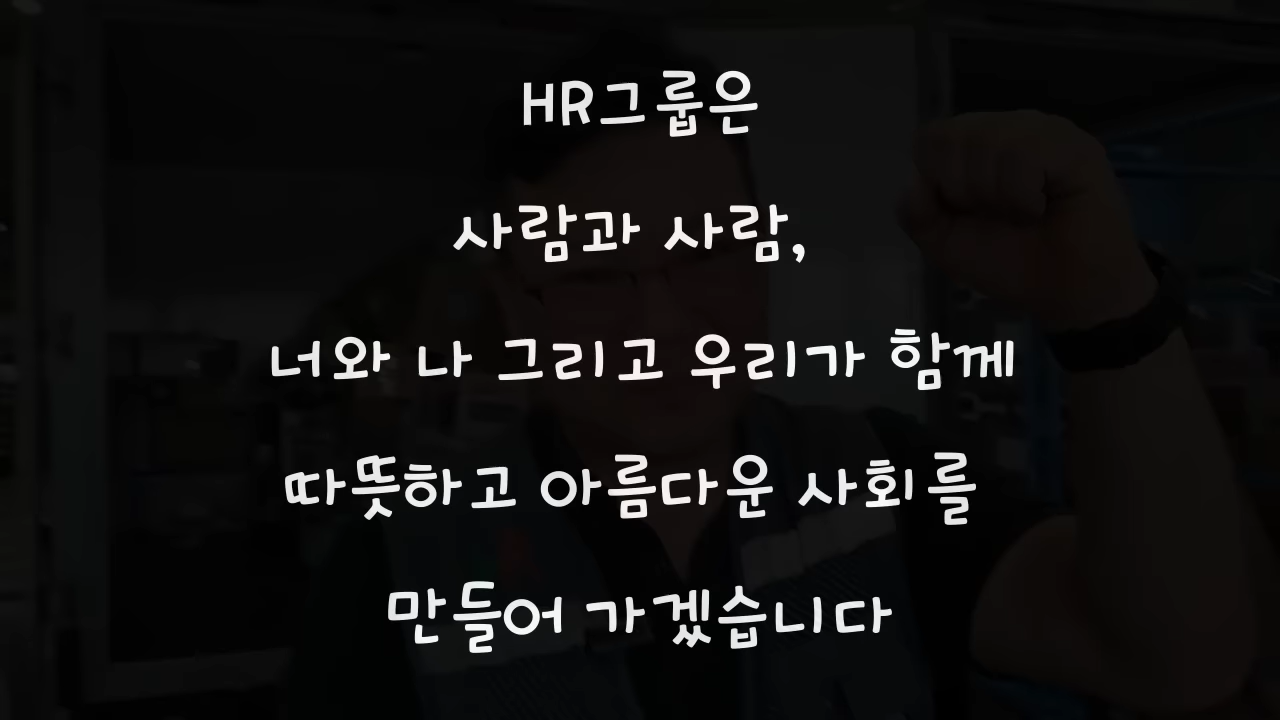 HR그룹은
사람과 사람,
너와 나 그리고 우리가 함께
따뜻하고 아름다운 사회를
만들어 가겠습니다